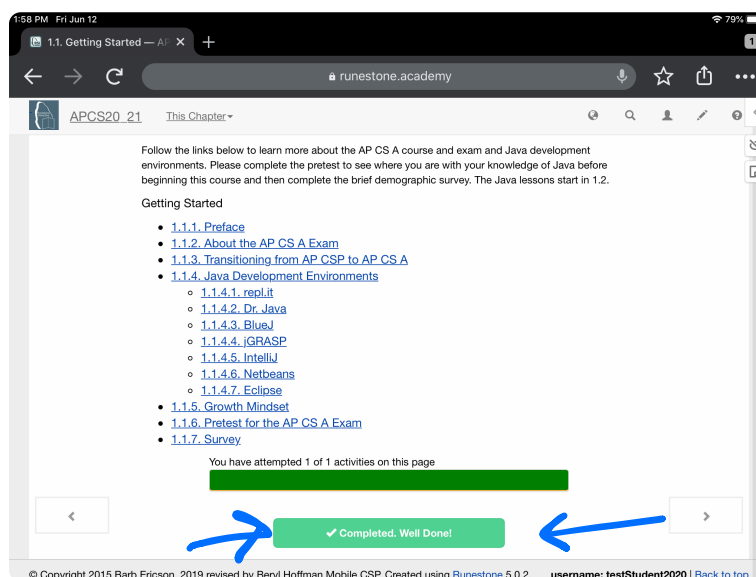 1:58 PM Fri Jun 12
79%
1.1. Getting Started — AP
1
runestone.academy
APCS20_21 This Chapter
Follow the links below to learn more about the AP CS A course and exam and Java development
environments. Please complete the pretest to see where you are with your knowledge of Java before
beginning this course and then complete the brief demographic survey. The Java lessons start in 1.2.
Getting Started
1.1.1. Preface
1.1.2. About the AP CS A Exam
1.1.3. Transitioning from AP CSP to AP CS A
1.1.4. Java Development Environments
1.1.4.1. repl.it
1.1.4.2. Dr. Java
1.1.4.3. BlueJ
1.1.4.4. jGRASP
1.1.4.5. IntelliJ
1.1.4.6. Netbeans
1.1.4.7. Eclipse
1.1.5. Growth Mindset
1.1.6. Pretest for the AP CS A Exam
1.1.7. Survey
You have attempted 1 of 1 activities on this page
✔ Completed. Well Done!
© Copyright 2015 Barb Ericson, 2019 revised by Beryl Hoffman Mobile CSP. Created using Runestone 5.0.2. username: testStudent2020 | Back to top